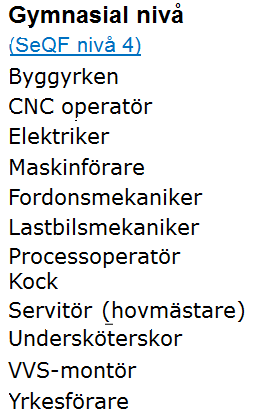 Gymnasial nivå
(SeQF nivå 4)
Byggyrken
CNC operatör
Elektriker
Maskinförare
Fordonsmekaniker
Lastbilsmekaniker
Processoperatör
Kock
Servitör (hovmästare)
Undersköterskor
VVS-montör
Yrkesförare